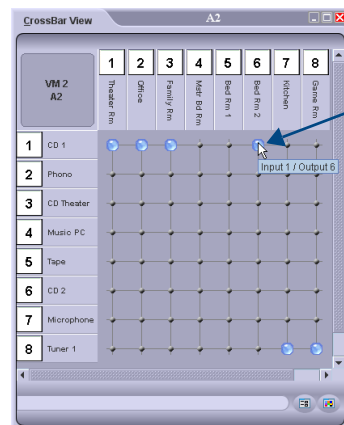 CrossBar View
A2
VM 2
A2
1 2 3 4 5 6 7 8
Theater Rm
Office
Family Rm
Mstr Bd Rm
Bed Rm 1
Bed Rm 2
Kitchen
Game Rm
1 CD 1
Input 1 / Output 6
2 Phono
3 CD Theater
4 Music PC
5 Tape
6 CD 2
7 Microphone
8 Tuner 1